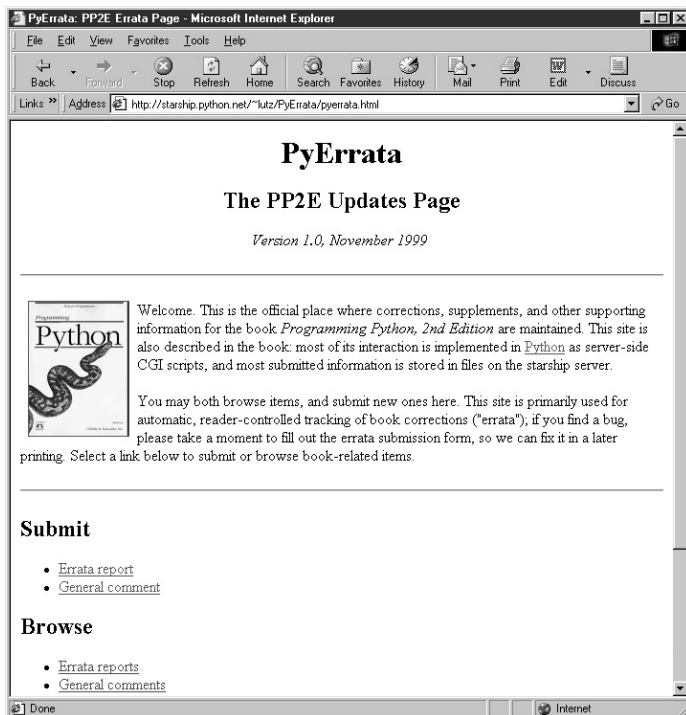 PyErrata: PP2E Errata Page - Microsoft Internet Explorer
File Edit View Favorites Tools Help
Back Forward Stop Refresh Home Search Favorites History Mail Print Edit Discuss
Links » Address http://starship.python.net/~lutz/PyErrata/pyerrata.html Go
PyErrata
The PP2E Updates Page
Version 1.0, November 1999
Programming
Python
Welcome. This is the official place where corrections, supplements, and other supporting
information for the book Programming Python, 2nd Edition are maintained. This site is
also described in the book: most of its interaction is implemented in Python as server-side
CGI scripts, and most submitted information is stored in files on the starship server.
You may both browse items, and submit new ones here. This site is primarily used for
automatic, reader-controlled tracking of book corrections ("errata"); if you find a bug,
please take a moment to fill out the errata submission form, so we can fix it in a later
printing. Select a link below to submit or browse book-related items.
Submit
• Errata report
• General comment
Browse
• Errata reports
• General comments
Done Internet